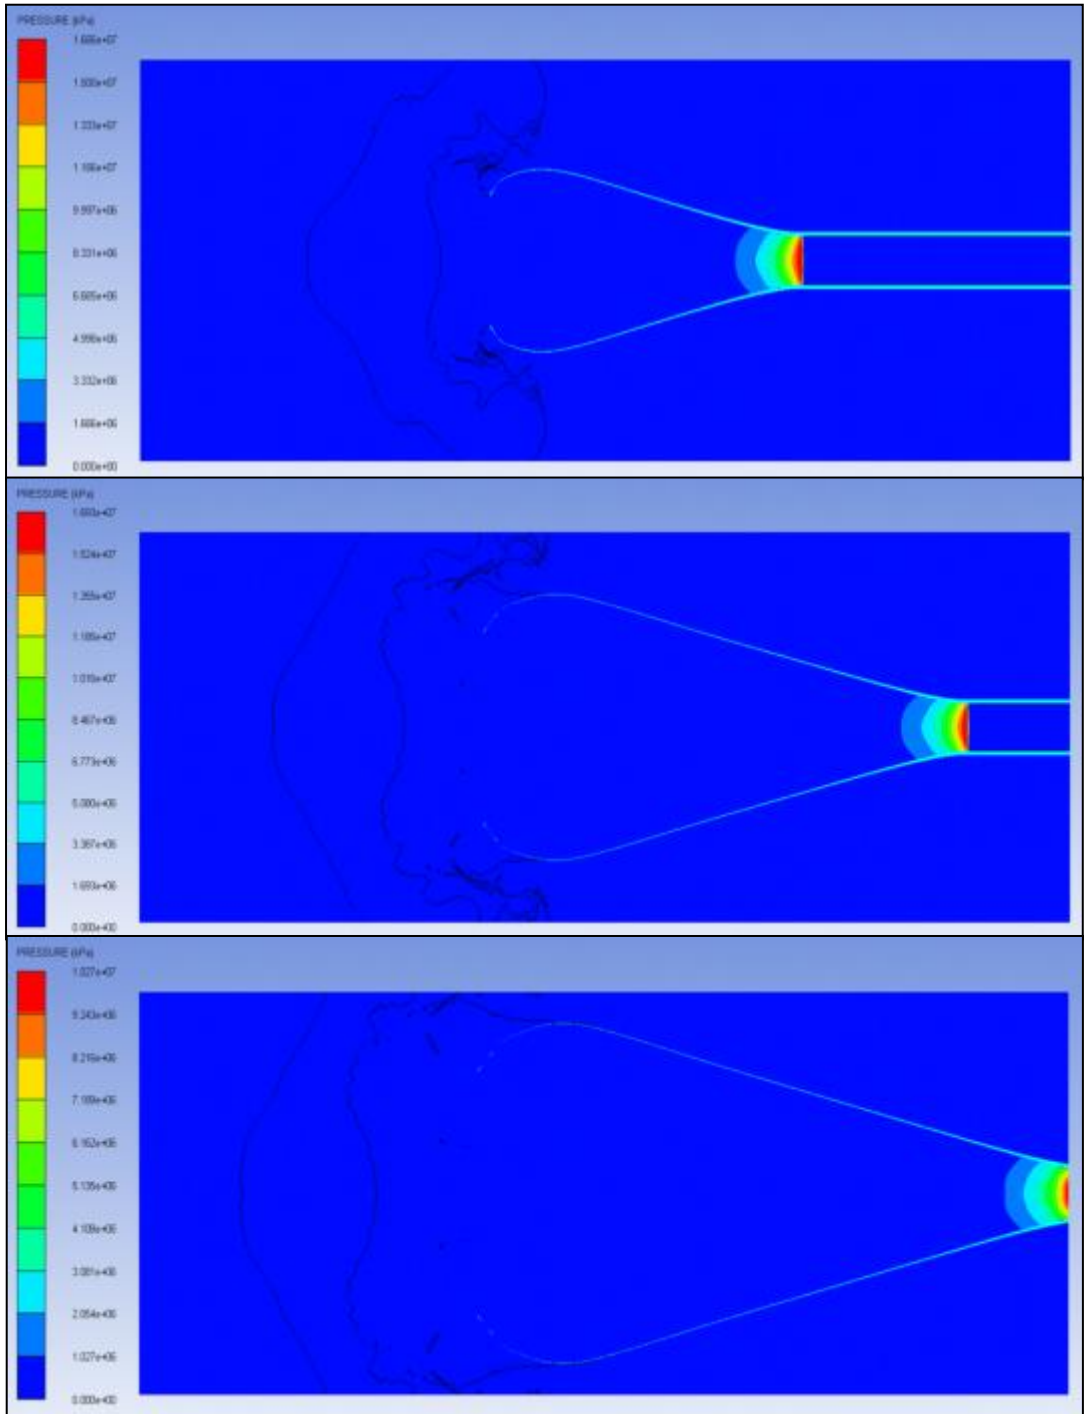 PRESSURE (kPa)
1.666e+07
1.500e+07
1.333e+07
1.166e+07
9.997e+06
8.331e+06
6.665e+06
4.998e+06
3.332e+06
1.666e+06
0.000e+00
PRESSURE (kPa)
1.693e+07
1.524e+07
1.355e+07
1.185e+07
1.016e+07
8.467e+06
6.773e+06
5.080e+06
3.387e+06
1.693e+06
0.000e+00
PRESSURE (kPa)
1.027e+07
9.243e+06
8.216e+06
7.189e+06
6.162e+06
5.135e+06
4.108e+06
3.081e+06
2.054e+06
1.027e+06
0.000e+00